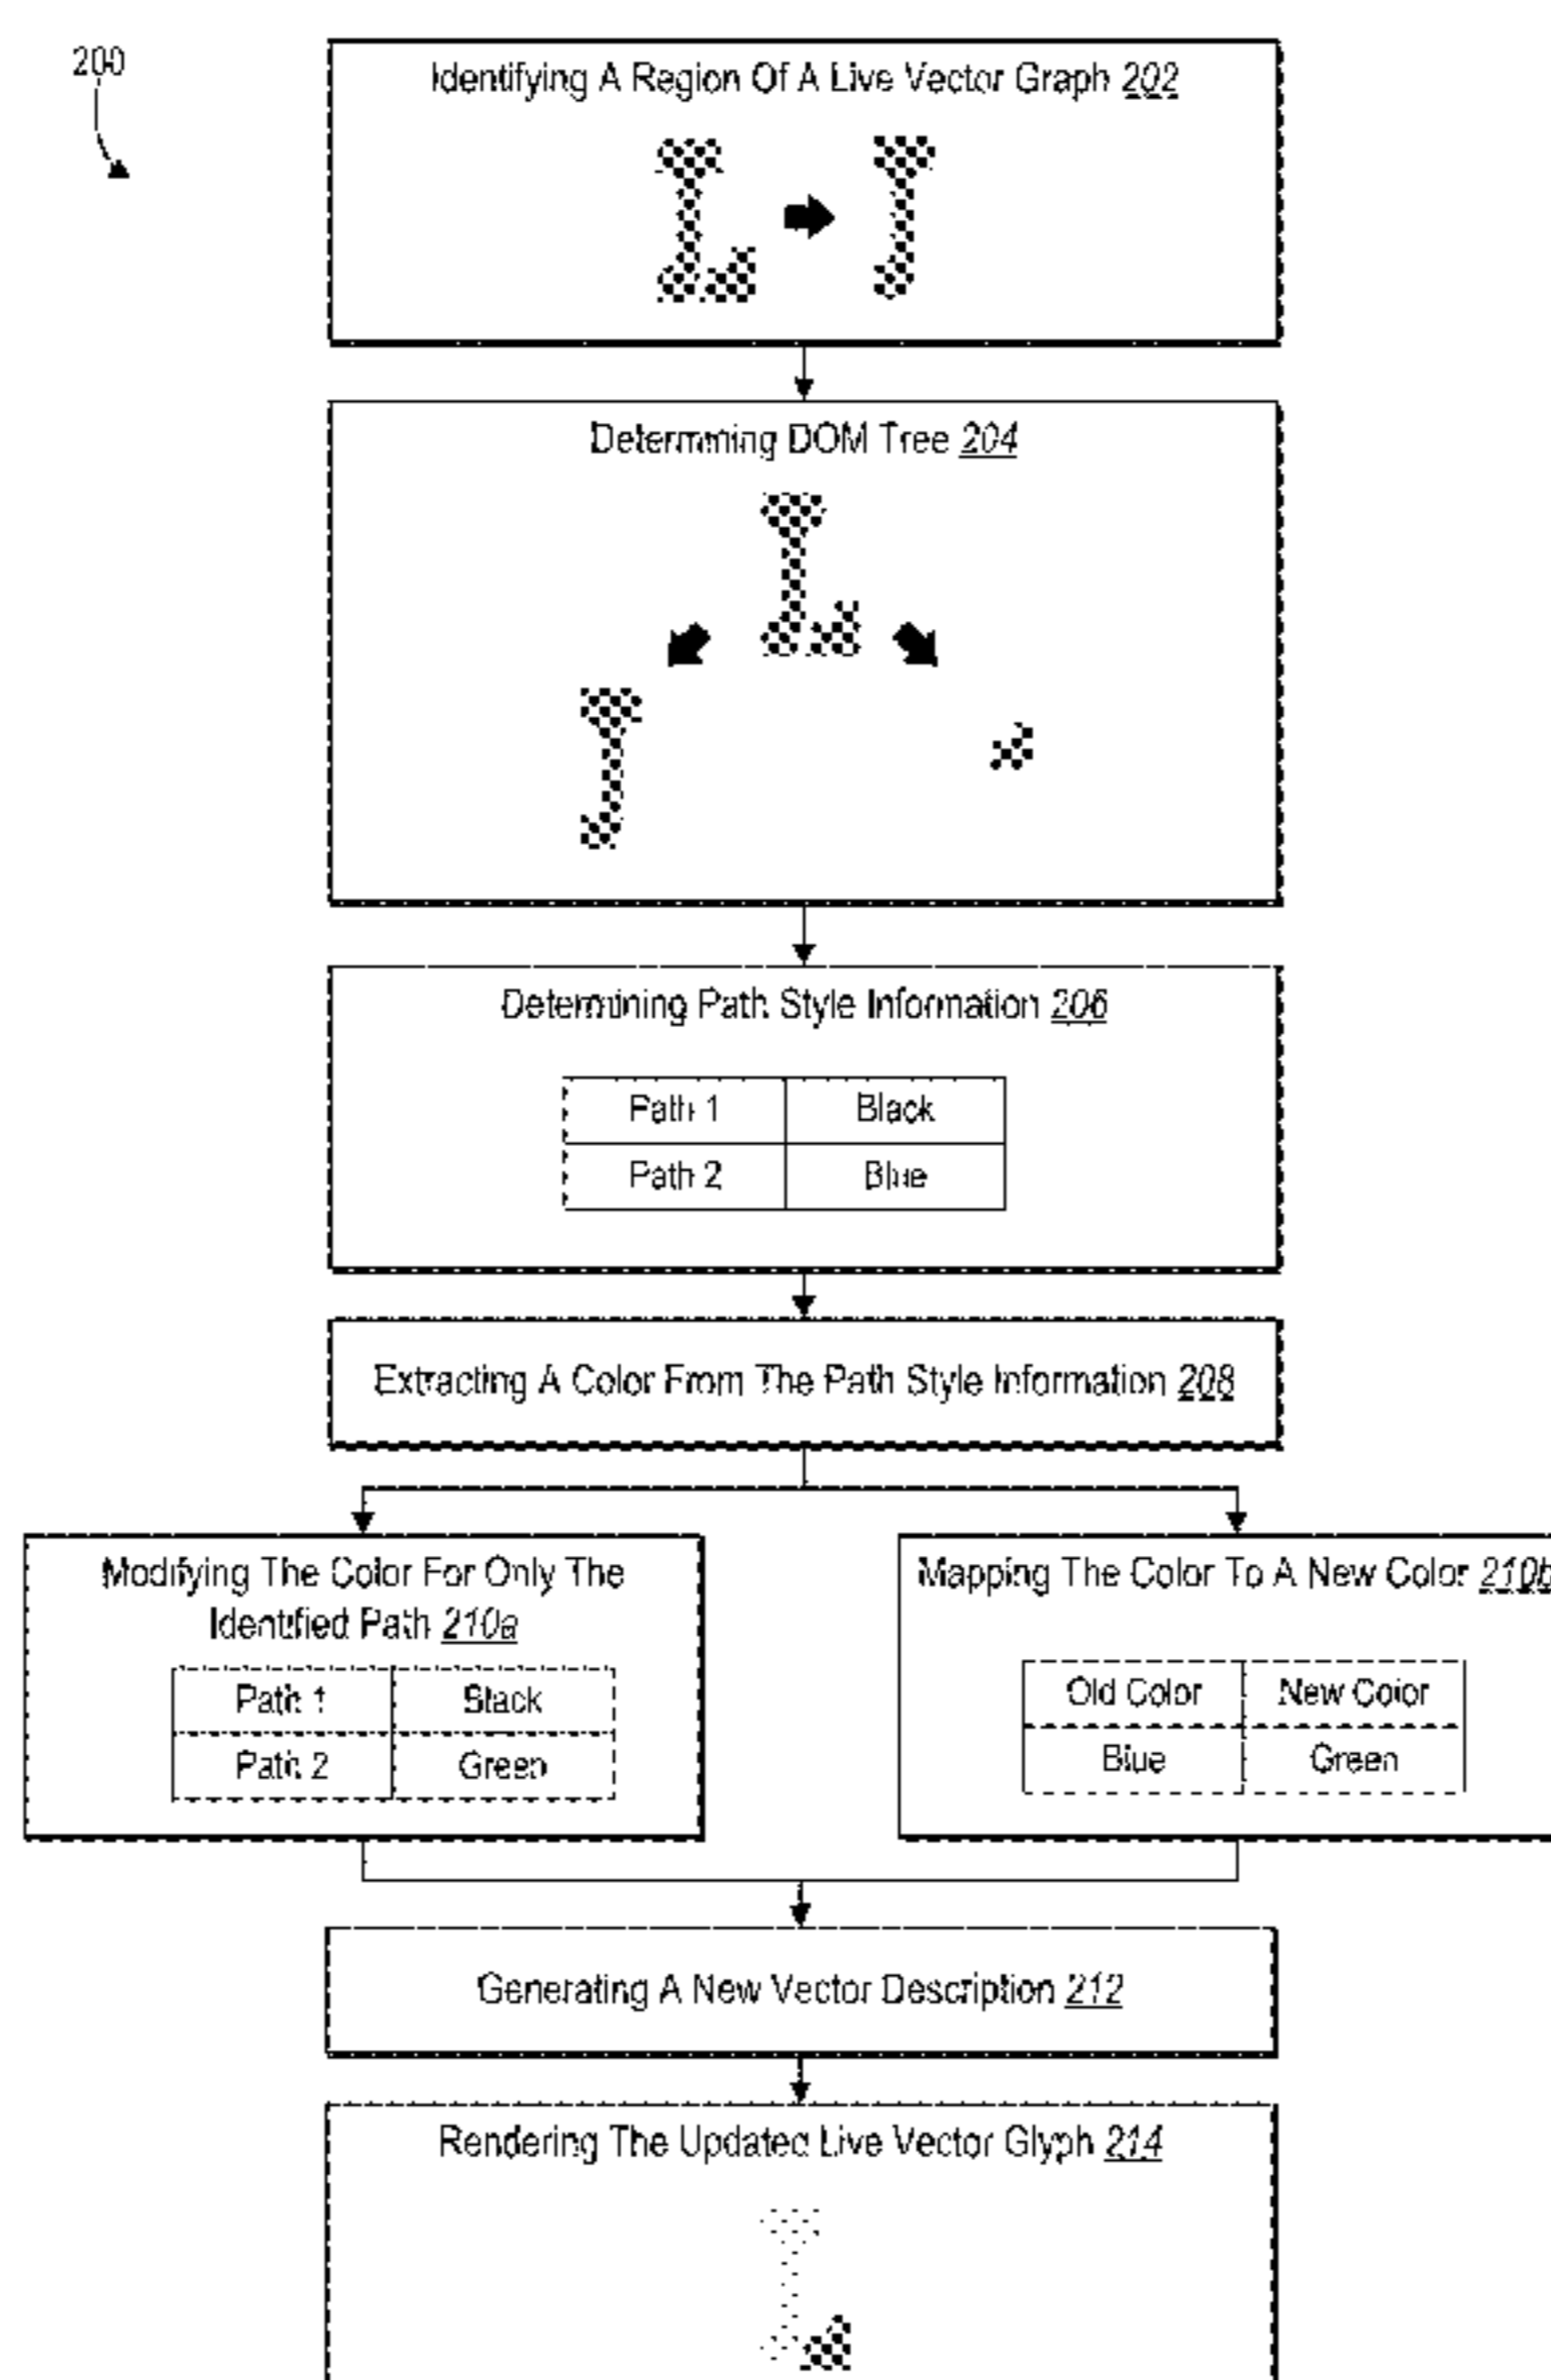 200
Identifying A Region Of A Live Vector Graph 202
Determining DOM Tree 204
Determining Path Style Information 206
Path 1 Black
Path 2 Blue
Extracting A Color From The Path Style Information 208
Modifying The Color For Only The
Identified Path 210a
Path 1 Black
Path 2 Green
Mapping The Color To A New Color 210b
Old Color New Color
Blue Green
Generating A New Vector Description 212
Rendering The Updated Live Vector Glyph 214